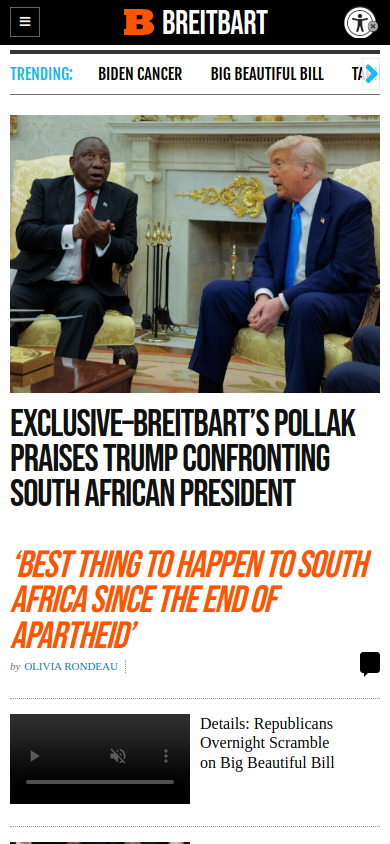 BREITBART
TRENDING:
BIDEN CANCER
BIG BEAUTIFUL BILL
EXCLUSIVE–BREITBART’S POLLAK
PRAISES TRUMP CONFRONTING
SOUTH AFRICAN PRESIDENT
‘BEST THING TO HAPPEN TO SOUTH
AFRICA SINCE THE END OF
APARTHEID’
by OLIVIA RONDEAU
Details: Republicans
Overnight Scramble
on Big Beautiful Bill